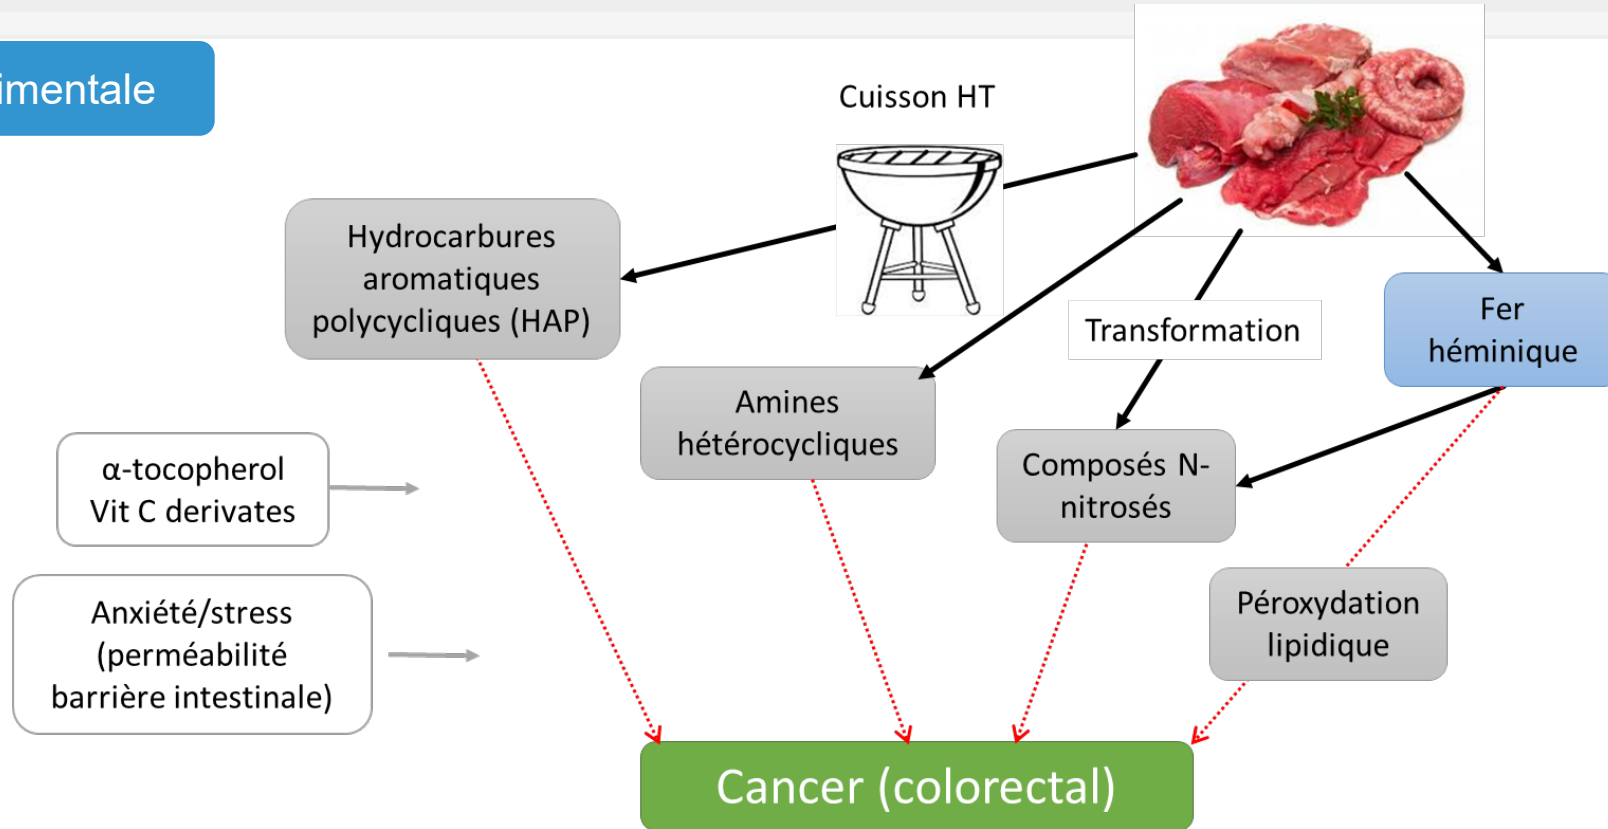 imentale
Cuisson HT
Hydrocarbures
aromatiques
polycycliques (HAP)
Transformation
Fer
héminique
Amines
hétérocycliques
α-tocopherol
Vit C derivates
Composés N-
nitrosés
Anxiété/stress
(perméabilité
barrière intestinale)
Péroxydation
lipidique
Cancer (colorectal)